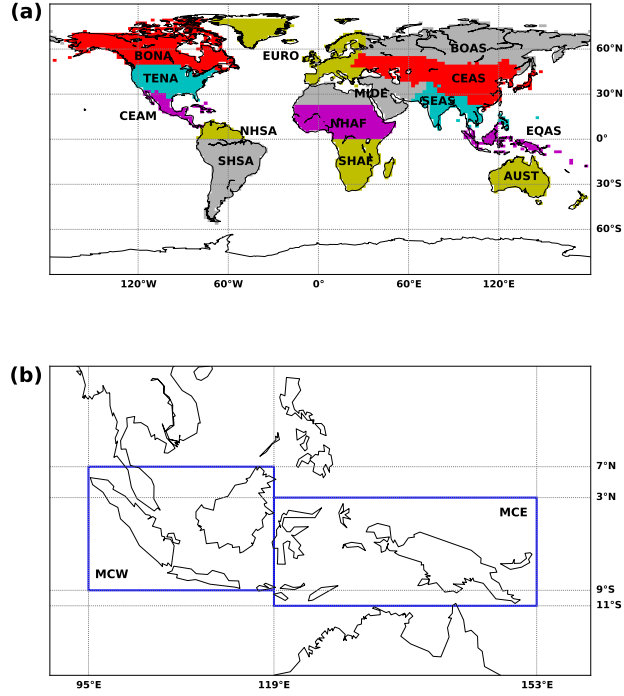 (a)
BONA
TENA
CEAM
NHSA
SHSA
EURO
MIDE
NHAF
SHAF
BOAS
CEAS
SEAS
EQAS
AUST
60°N
30°N
0°
30°S
60°S
120°W 60°W 0° 60°E 120°E
(b)
MCW
MCE
7°N
3°N
9°S
11°S
95°E 119°E 153°E